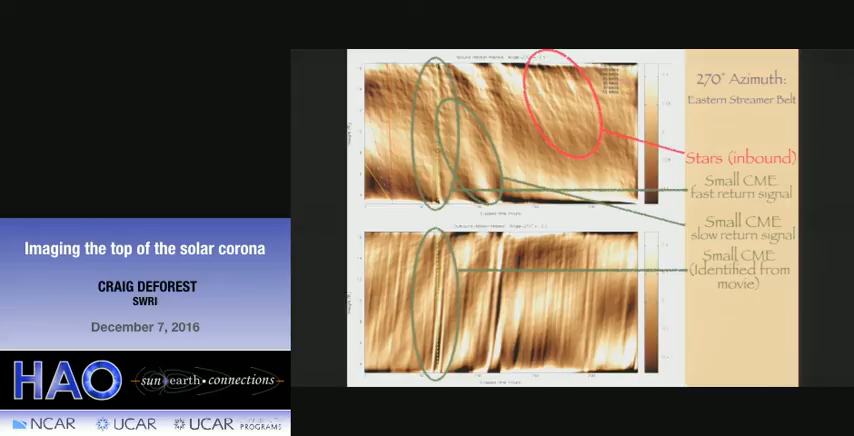 270° Azimuth:
Eastern Streamer Belt
Stars (inbound)
Small CME
fast return signal
Small CME
slow return signal
Small CME
(Identified from
movie)
Imaging the top of the solar corona
CRAIG DEFOREST
SWRI
December 7, 2016
HAO
sun•earth•connections
NCAR
UCAR
UCAR
PROGRAMS